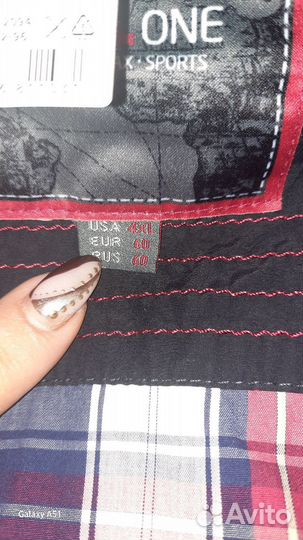 ONE
K·SPORTS
USA 4XL
EUR 60
RUS 60
Galaxy A51
Avito